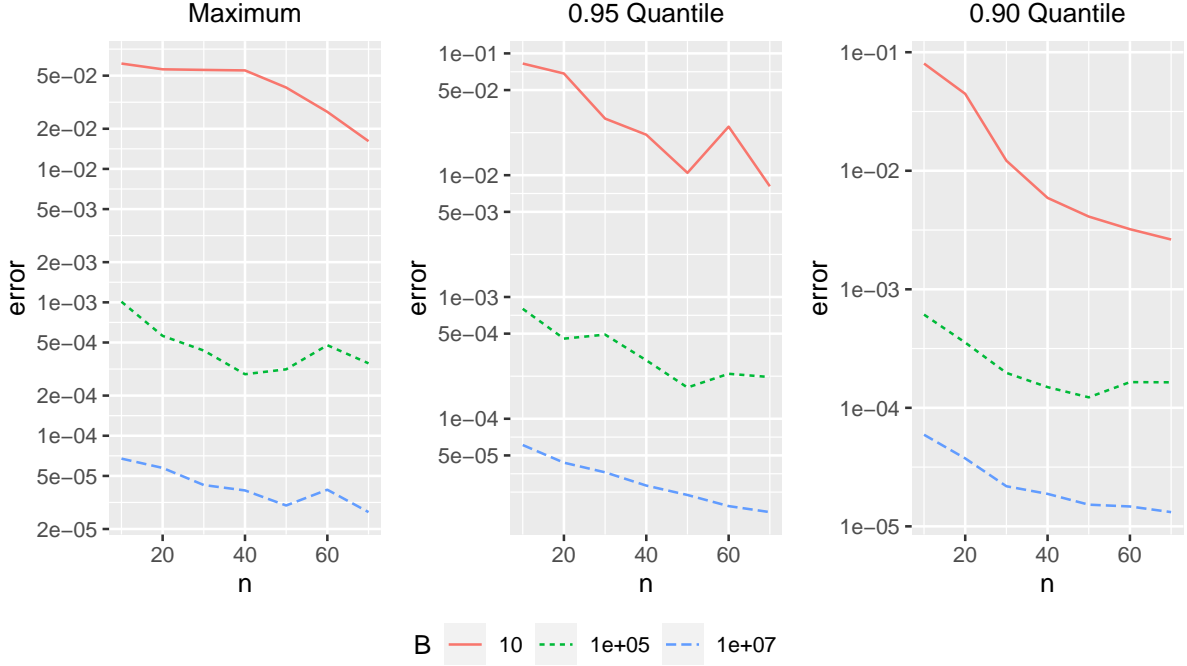 Maximum
0.95 Quantile
0.90 Quantile
error
5e−02
2e−02
1e−02
5e−03
2e−03
1e−03
5e−04
2e−04
1e−04
5e−05
2e−05
20
40
60
n
error
1e−01
5e−02
1e−02
5e−03
1e−03
5e−04
1e−04
5e−05
20
40
60
n
error
1e−01
1e−02
1e−03
1e−04
1e−05
20
40
60
n
B 10 1e+05 1e+07